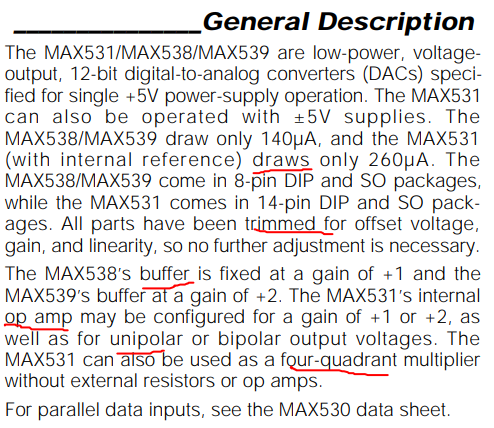 General Description
The MAX531/MAX538/MAX539 are low-power, voltage-
output, 12-bit digital-to-analog converters (DACs) speci-
fied for single +5V power-supply operation. The MAX531
can also be operated with ±5V supplies. The
MAX538/MAX539 draw only 140µA, and the MAX531
(with internal reference) draws only 260µA. The
MAX538/MAX539 come in 8-pin DIP and SO packages,
while the MAX531 comes in 14-pin DIP and SO pack-
ages. All parts have been trimmed for offset voltage,
gain, and linearity, so no further adjustment is necessary.
The MAX538's buffer is fixed at a gain of +1 and the
MAX539's buffer at a gain of +2. The MAX531's internal
op amp may be configured for a gain of +1 or +2, as
well as for unipolar or bipolar output voltages. The
MAX531 can also be used as a four-quadrant multiplier
without external resistors or op amps.
For parallel data inputs, see the MAX530 data sheet.